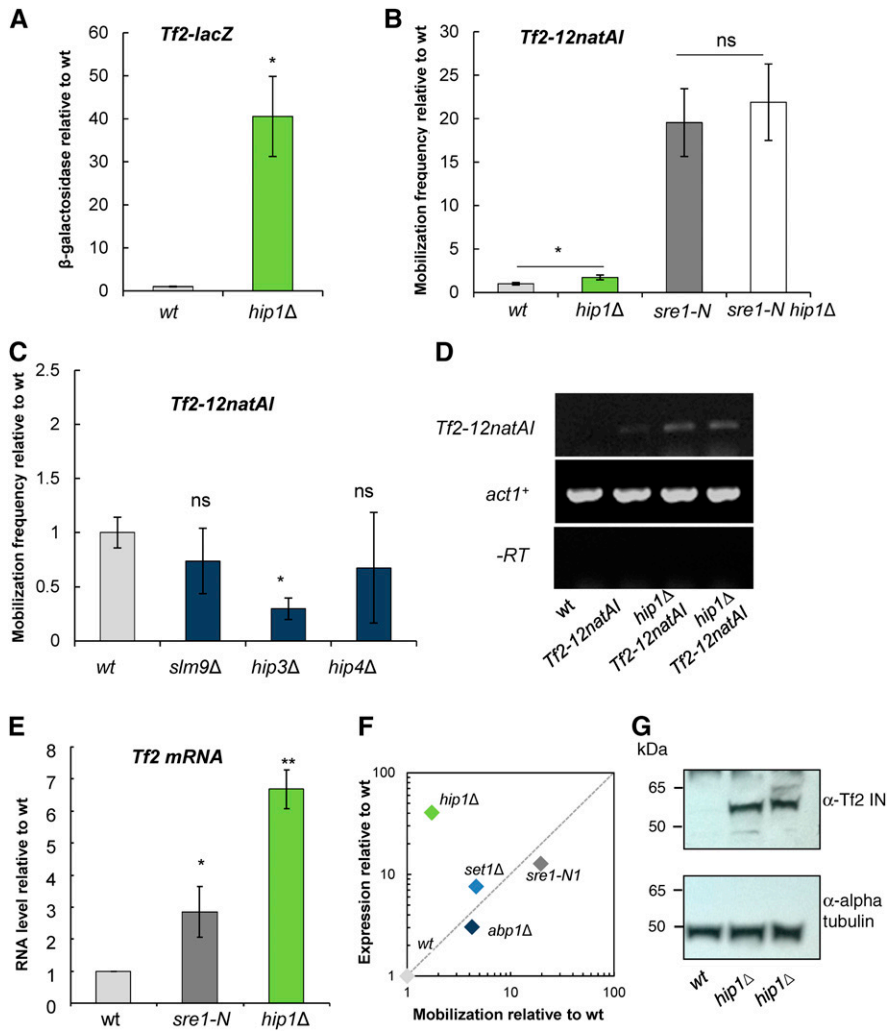 A
Tf2-lacZ
β-galactosidase relative to wt
60
50
40
30
20
10
0
*
wt
hip1Δ
B
Tf2-12natAI
Mobilization frequency relative to wt
30
25
20
15
10
5
0
*
ns
wt
hip1Δ
sre1-N
sre1-N hip1Δ
C
Tf2-12natAI
Mobilization frequency relative to wt
2.5
2
1.5
1
0.5
0
ns
*
ns
wt
slm9Δ
hip3Δ
hip4Δ
D
Tf2-12natAI
act1+
-RT
wt
Tf2-12natAI
hip1Δ
Tf2-12natAI
hip1Δ
Tf2-12natAI
E
Tf2 mRNA
RNA level relative to wt
8
7
6
5
4
3
2
1
0
*
**
wt
sre1-N
hip1Δ
F
Expression relative to wt
100
10
1
hip1Δ
set1Δ
sre1-N1
abp1Δ
wt
1
10
100
Mobilization relative to wt
G
kDa
65
50
α-Tf2 IN
65
50
α-alpha
tubulin
wt
hip1Δ
hip1Δ